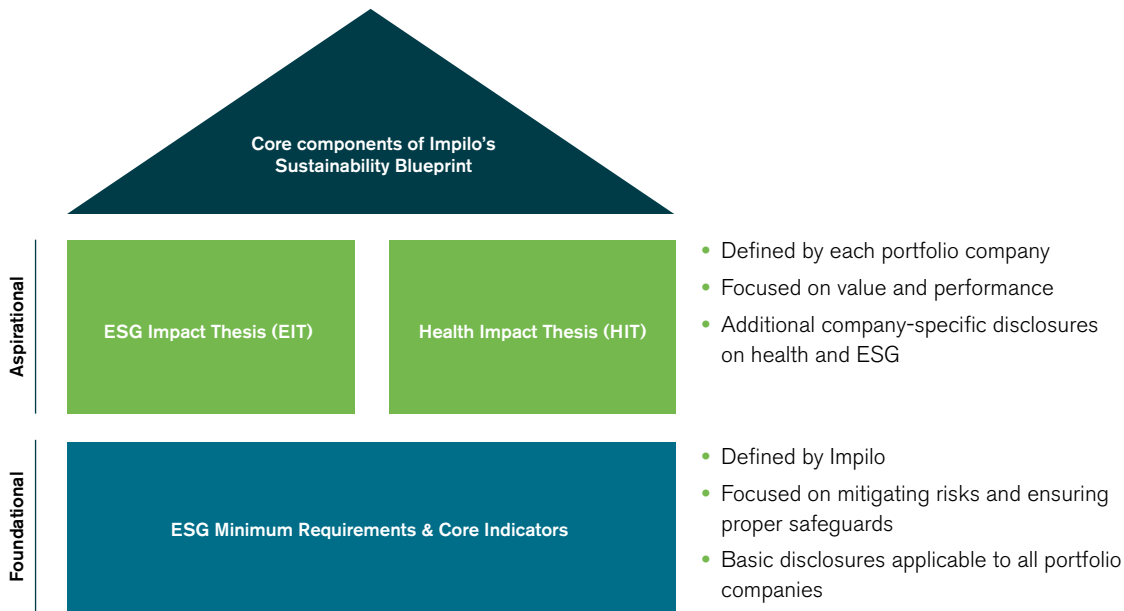 Core components of Impilo's
Sustainability Blueprint
Aspirational
ESG Impact Thesis (EIT)
Health Impact Thesis (HIT)
• Defined by each portfolio company
• Focused on value and performance
• Additional company-specific disclosures
on health and ESG
Foundational
ESG Minimum Requirements & Core Indicators
• Defined by Impilo
• Focused on mitigating risks and ensuring
proper safeguards
• Basic disclosures applicable to all portfolio
companies